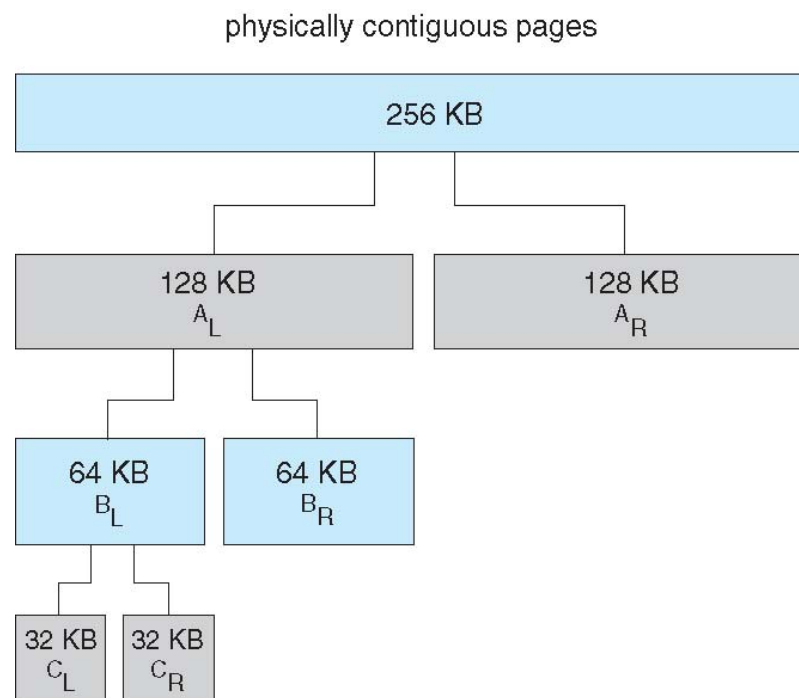 physically contiguous pages
256 KB
128 KB
A_L
128 KB
A_R
64 KB
B_L
64 KB
B_R
32 KB
C_L
32 KB
C_R